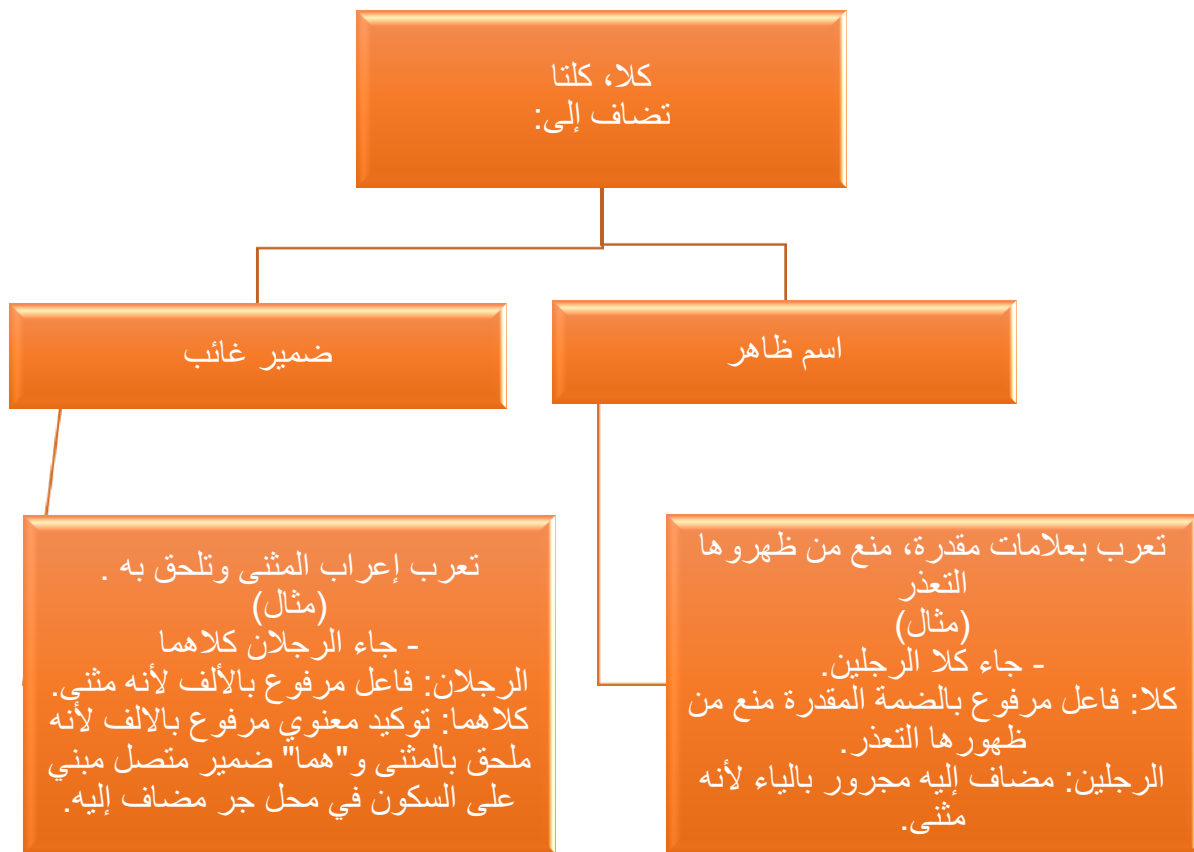 كلا، كلتا
تضاف إلى:
اسم ظاهر
ضمير غائب
تعرب بعلامات مقدرة، منع من ظهروها
التعذر
(مثال)
- جاء كلا الرجلين.
كلا: فاعل مرفوع بالضمة المقدرة منع من
ظهورها التعذر.
الرجلين: مضاف إليه مجرور بالياء لأنه
مثنى.
تعرب إعراب المثنى وتلحق به .
(مثال)
- جاء الرجلان كلاهما
الرجلان: فاعل مرفوع بالألف لأنه مثنى.
كلاهما: توكيد معنوي مرفوع بالالف لأنه
ملحق بالمثنى و"هما" ضمير متصل مبني
على السكون في محل جر مضاف إليه.